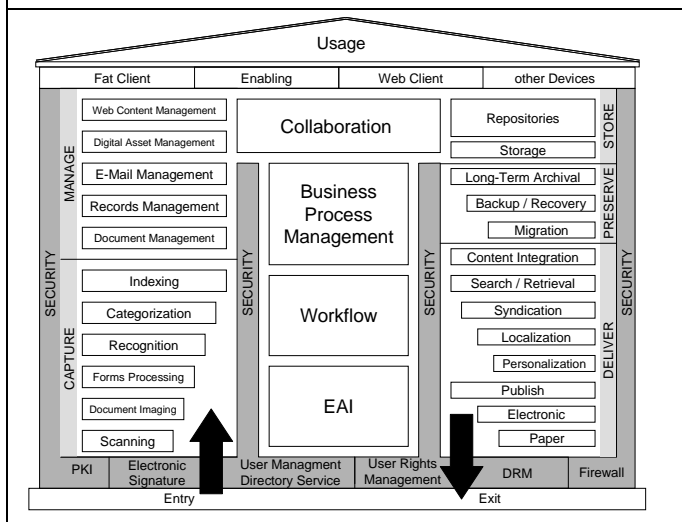 Usage
Fat Client
Enabling
Web Client
other Devices
SECURITY
MANAGE
Web Content Management
Digital Asset Management
E-Mail Management
Records Management
Document Management
CAPTURE
Indexing
Categorization
Recognition
Forms Processing
Document Imaging
Scanning
SECURITY
Collaboration
Business
Process
Management
Workflow
EAI
SECURITY
Repositories
Storage
STORE
Long-Term Archival
Backup / Recovery
Migration
PRESERVE
Content Integration
Search / Retrieval
Syndication
Localization
Personalization
Publish
Electronic
Paper
DELIVER
SECURITY
PKI
Electronic
Signature
User Managment
Directory Service
User Rights
Management
DRM
Firewall
Entry
Exit